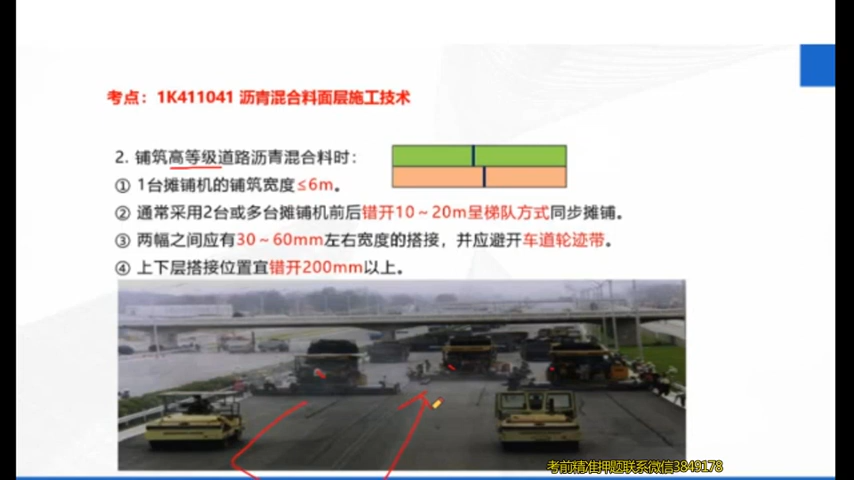 考点：1K411041 沥青混合料面层施工技术
2. 铺筑高等级道路沥青混合料时：
① 1台摊铺机的铺筑宽度≤6m。
② 通常采用2台或多台摊铺机前后错开10～20m呈梯队方式同步摊铺。
③ 两幅之间应有30～60mm左右宽度的搭接，并应避开车道轮迹带。
④ 上下层搭接位置宜错开200mm以上。
考前精准押题联系微信3849178